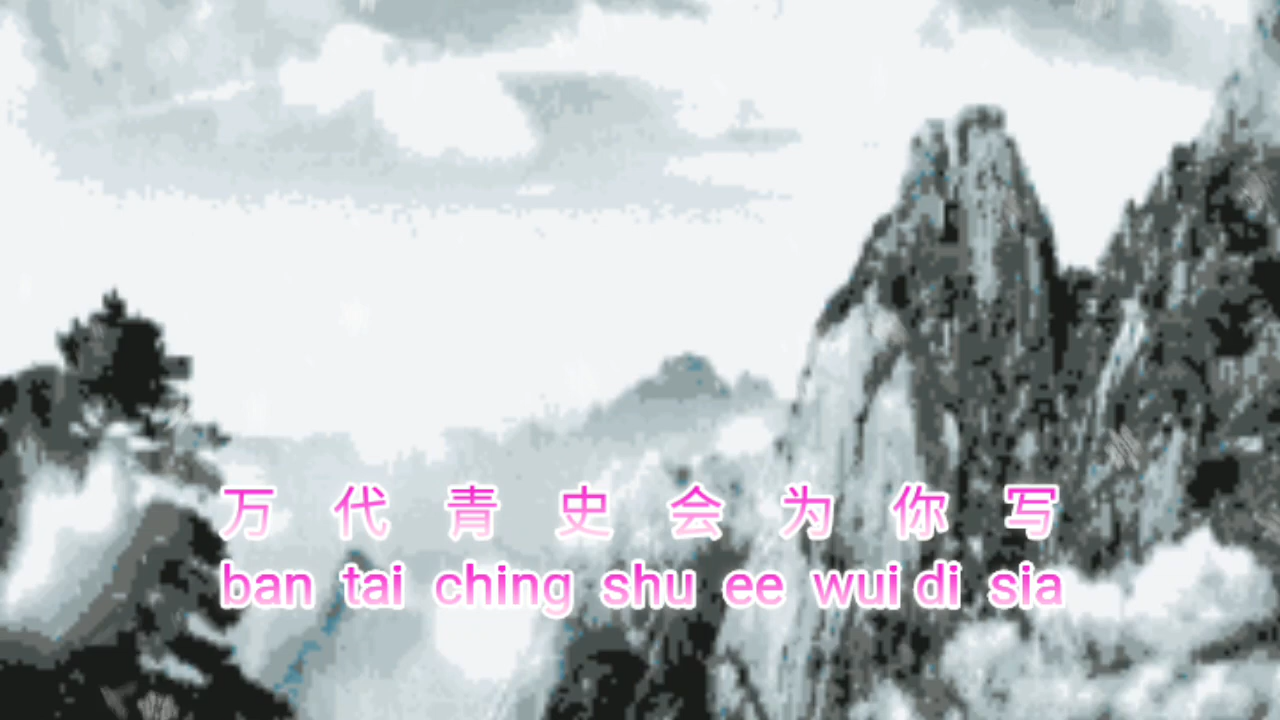 万 代 青 史 会 为 你 写
ban tai ching shu ee wui di sia